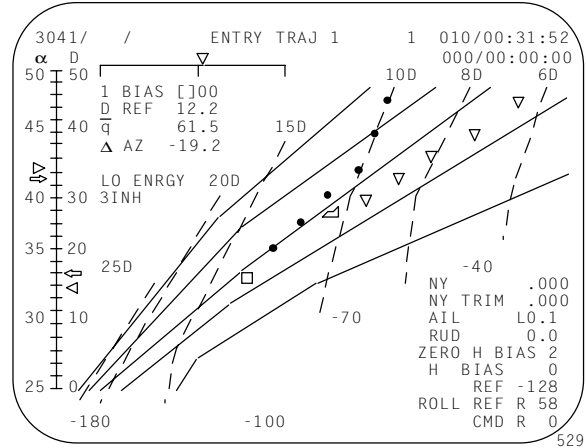 3041/ / ENTRY TRAJ 1 1 010/00:31:52
000/00:00:00
α D 10D 8D 6D
50 50
1 BIAS []00
D REF 12.2
q 61.5
Δ AZ -19.2
15D
45 40
LO ENRGY 20D
3INH
40 30
35 20
25D
-40
NY .000
NY TRIM .000
30 10
-70
AIL L0.1
RUD 0.0
ZERO H BIAS 2
H BIAS 0
25 0
REF -128
ROLL REF R 58
-180 -100 CMD R 0
529